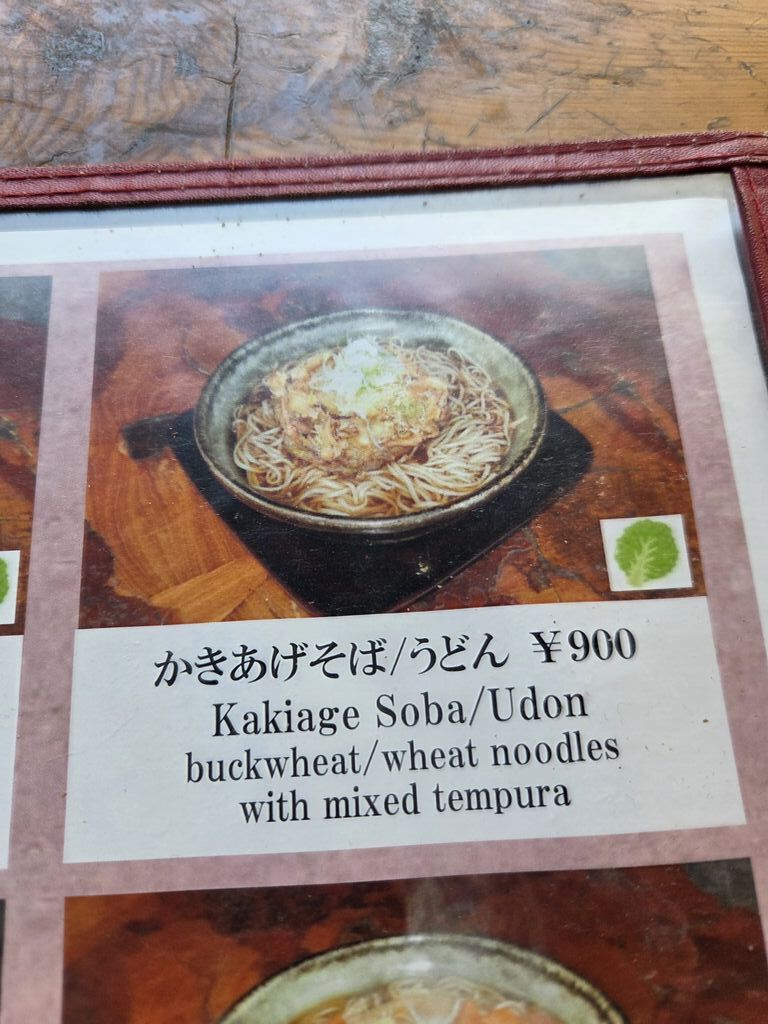 かきあげそば/うどん ¥900
Kakiage Soba/Udon
buckwheat/wheat noodles
with mixed tempura